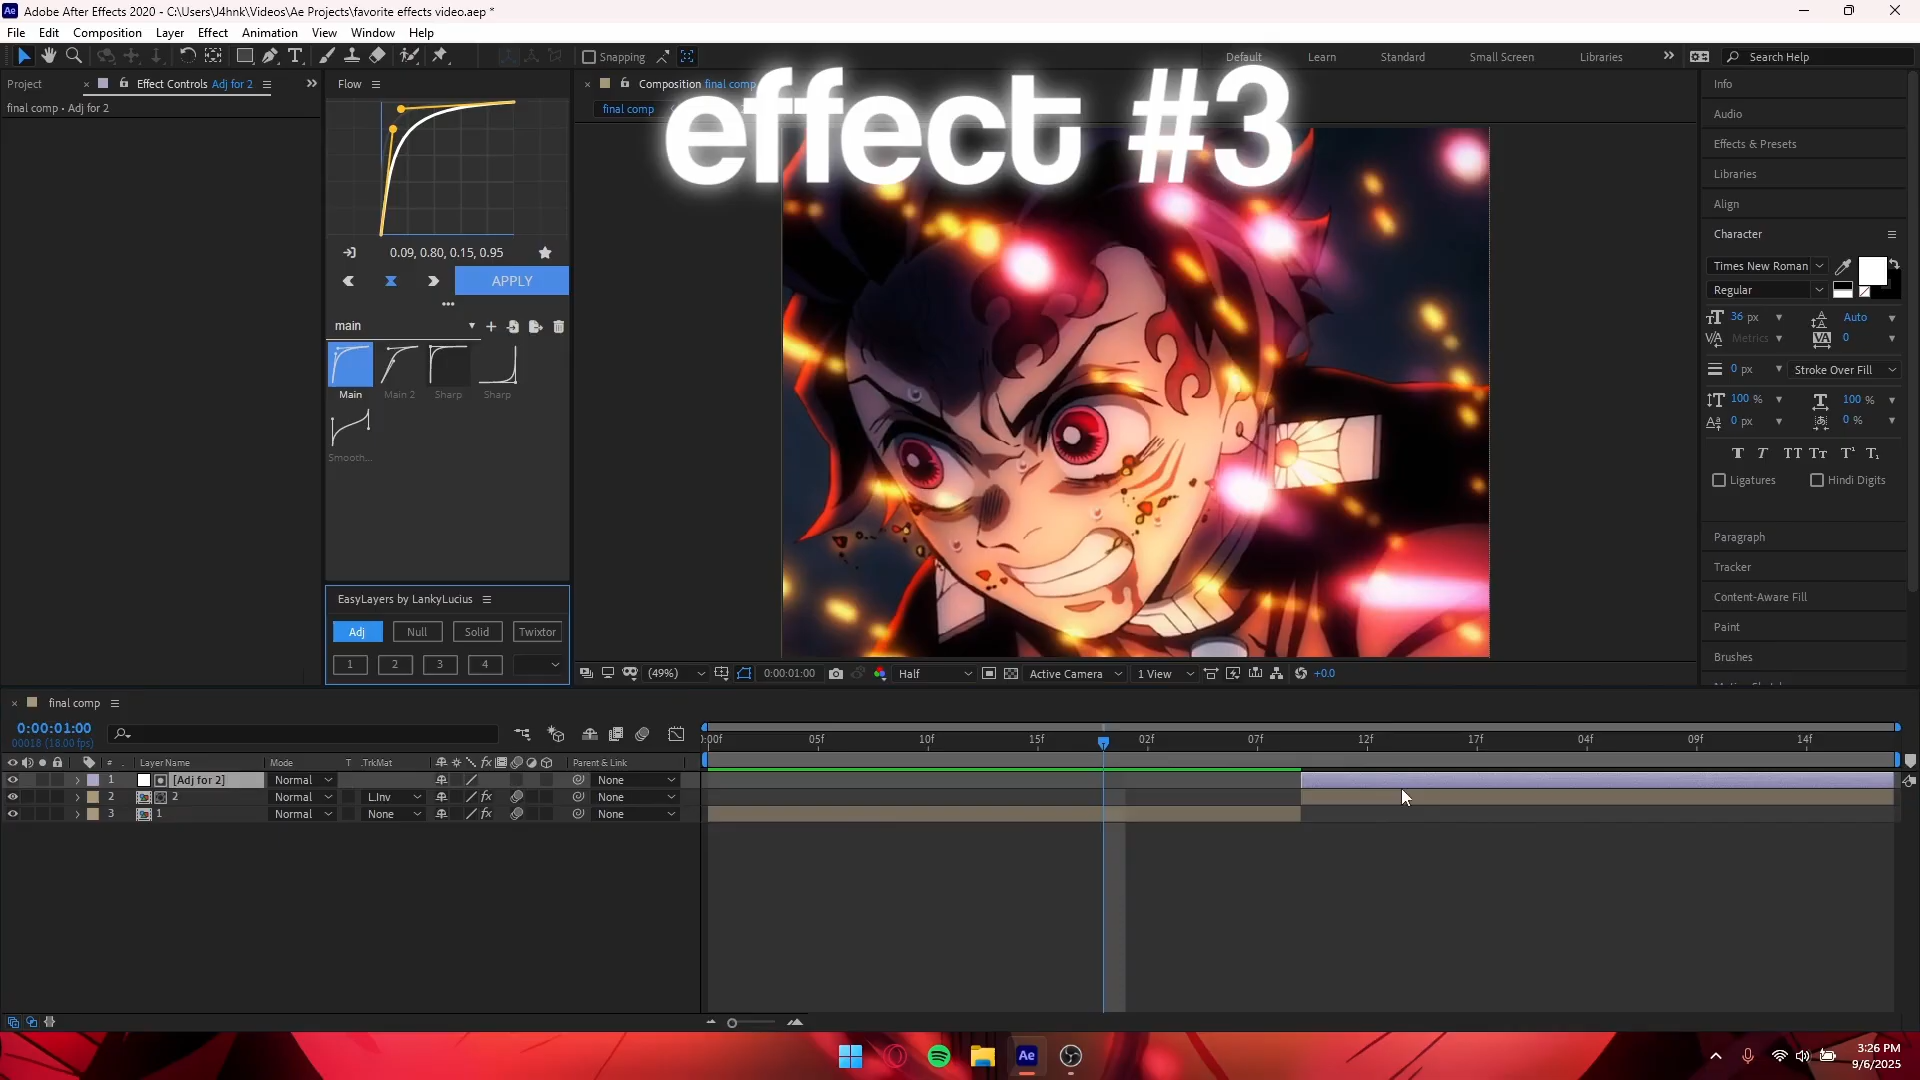 Adobe After Effects 2020 - C:\Users\J4hnk\Videos\Ae Projects\favorite effects video.aep *
File Edit Composition Layer Effect Animation View Window Help
Snapping
Default Learn Standard Small Screen Libraries Search Help
Project Effect Controls Adj for 2
final comp • Adj for 2
Flow
0.09, 0.80, 0.15, 0.95
APPLY
main
Main Main 2 Sharp Sharp
Smooth...
EasyLayers by LankyLucius
Adj Null Solid Twixtor
1 2 3 4
Composition final comp
final comp
effect #3
(49%) 0:00:01:00 Half Active Camera 1 View +0.0
Info
Audio
Effects & Presets
Libraries
Align
Character
Times New Roman
Regular
36 px Auto
Metrics 0
0 px Stroke Over Fill
100 % 100 %
0 px 0 %
T T TT Tт T¹ T₁
Ligatures Hindi Digits
Paragraph
Tracker
Content-Aware Fill
Paint
Brushes
final comp
0:00:01:00
00018 (18.00 fps)
:00f 05f 10f 15f 02f 07f 12f 17f 04f 09f 14f
# Layer Name Mode T .TrkMat Parent & Link
1 [Adj for 2] Normal None
2 2 Normal L.Inv None
3 1 Normal None None
Ae
3:26 PM
9/6/2025